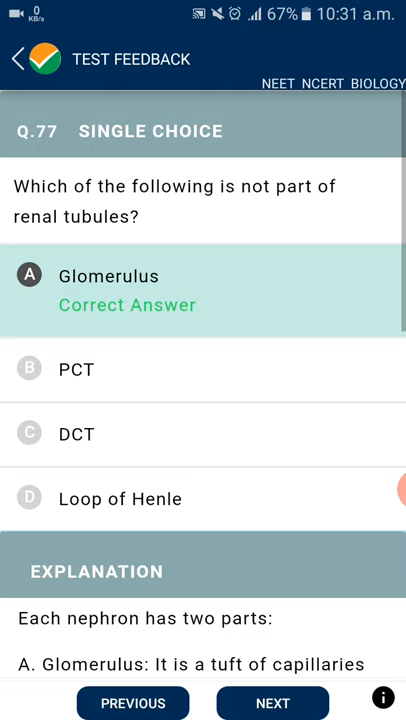 0
KB/s
67% 10:31 a.m.
TEST FEEDBACK
NEET NCERT BIOLOGY
Q.77 SINGLE CHOICE
Which of the following is not part of
renal tubules?
A Glomerulus
Correct Answer
B PCT
C DCT
D Loop of Henle
EXPLANATION
Each nephron has two parts:
A. Glomerulus: It is a tuft of capillaries
PREVIOUS NEXT